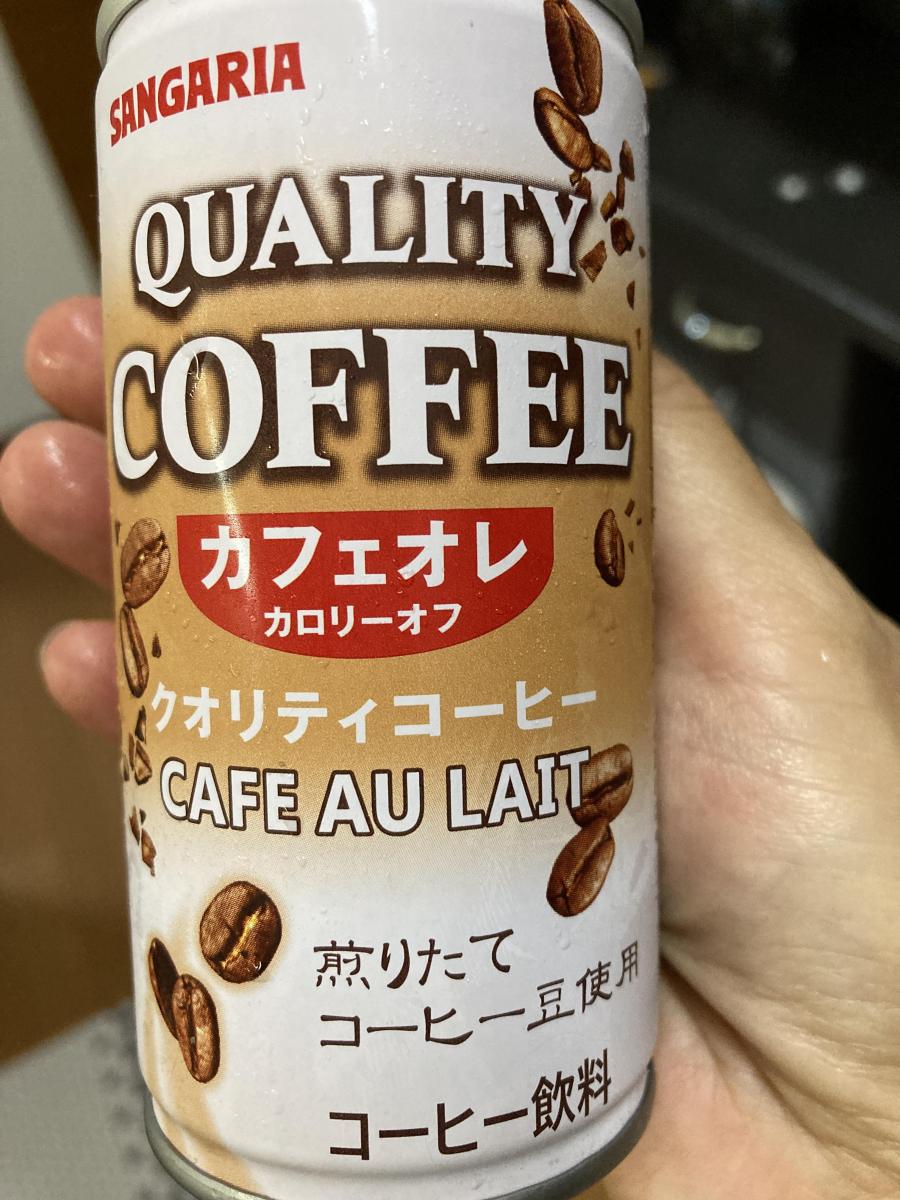 SANGARIA
QUALITY
COFFEE
カフェオレ
カロリーオフ
クオリティコーヒー
CAFE AU LAIT
煎りたて
コーヒー豆使用
コーヒー飲料